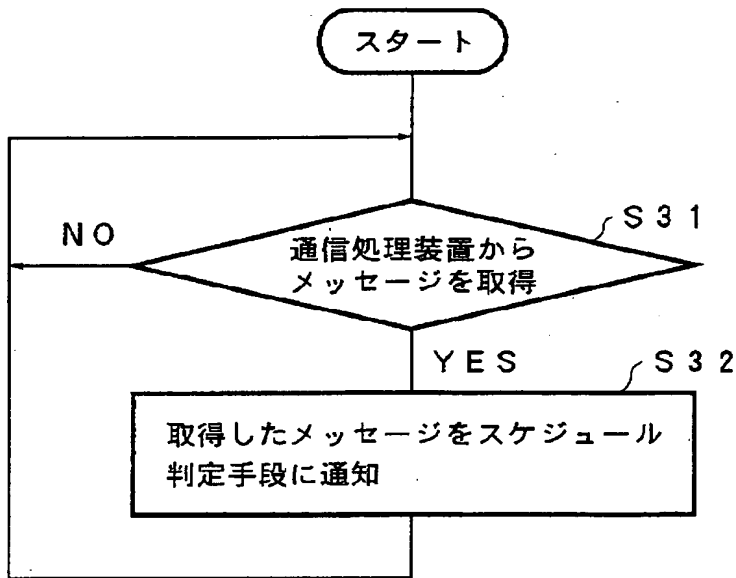 スタート
NO
通信処理装置から
メッセージを取得
S31
YES
S32
取得したメッセージをスケジュール
判定手段に通知